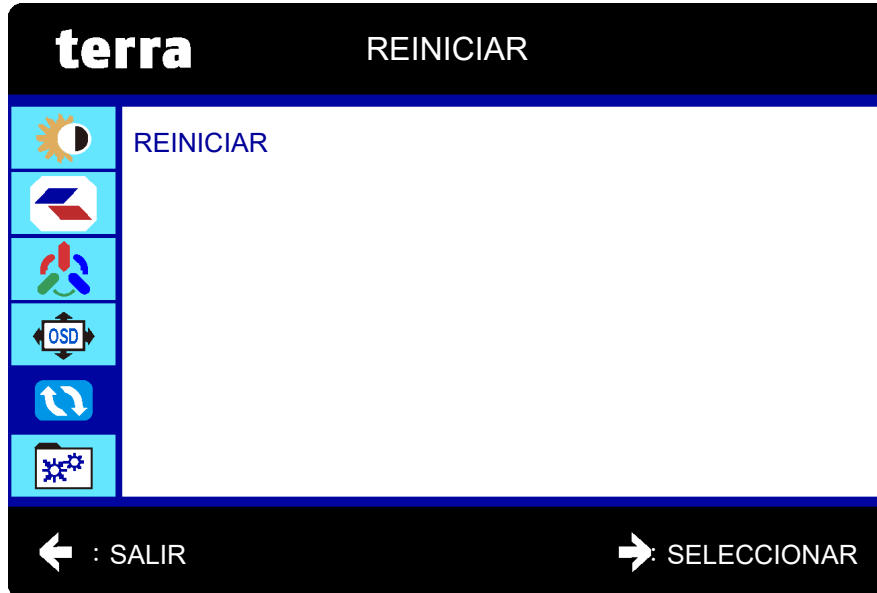 terra
REINICIAR
REINICIAR
OSD
: SALIR
: SELECCIONAR